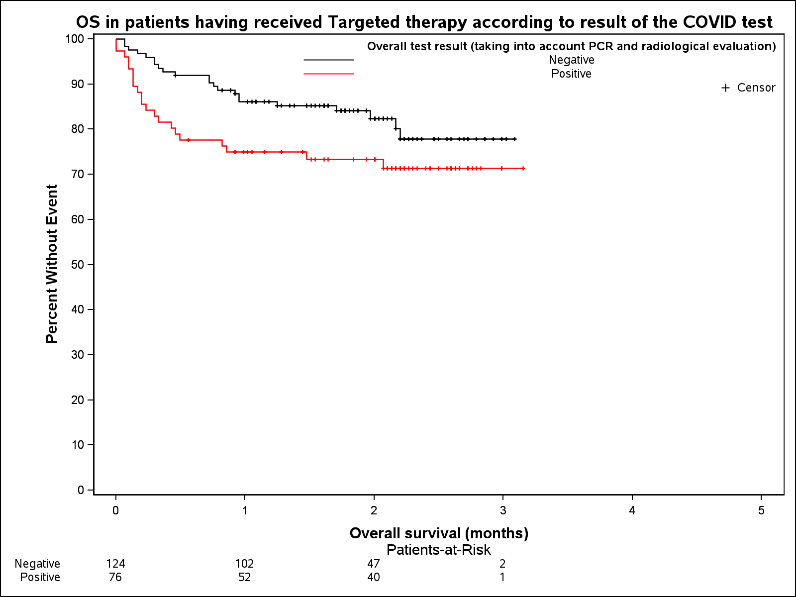 OS in patients having received Targeted therapy according to result of the COVID test
Overall test result (taking into account PCR and radiological evaluation)
Negative
Positive
+ Censor
Percent Without Event
100
90
80
70
60
50
40
30
20
10
0
0 1 2 3 4 5
Overall survival (months)
Patients-at-Risk
Negative 124 102 47 2
Positive 76 52 40 1